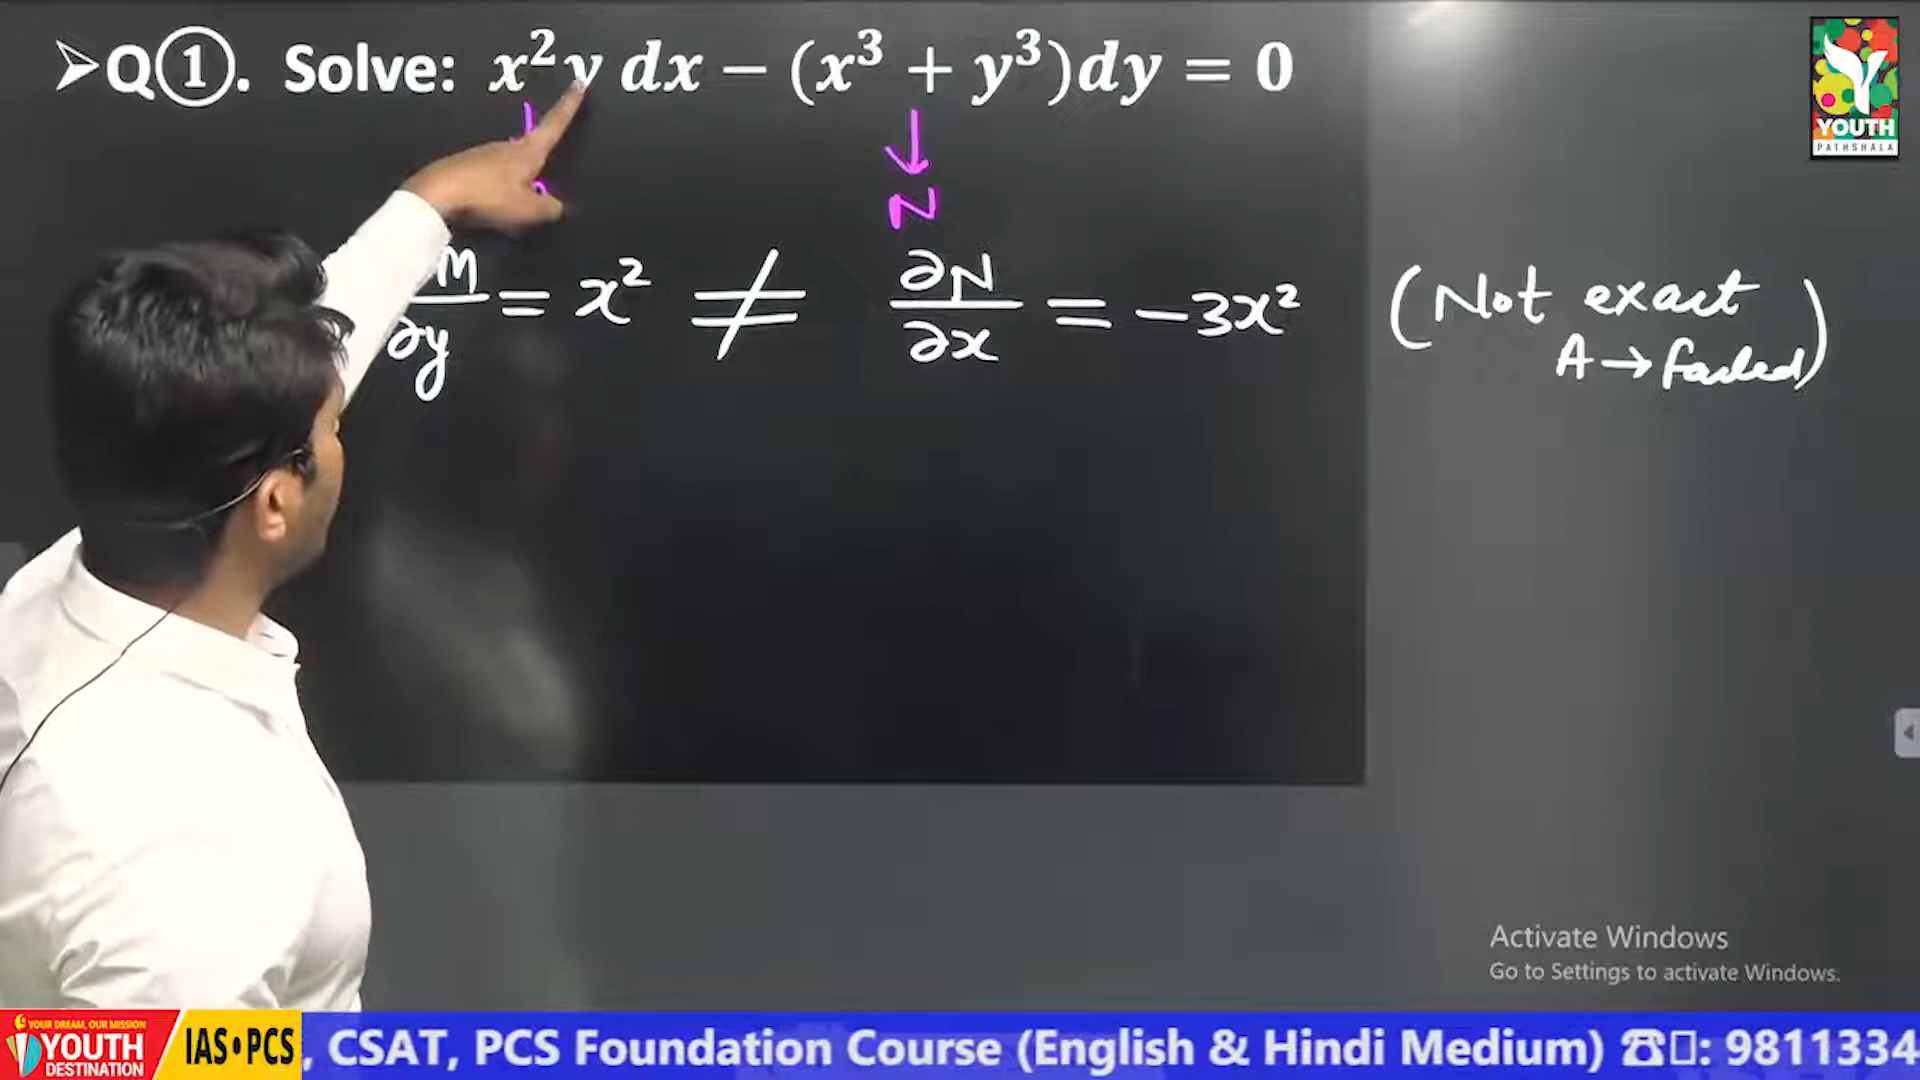 ➢Q①. Solve: x²y dx − (x³ + y³)dy = 0
YOUTH
PATHSHALA
N
M/∂y = x² ≠ ∂N/∂x = −3x² (Not exact
A → failed)
Activate Windows
Go to Settings to activate Windows.
YOUR DREAM, OUR MISSION
YOUTH
DESTINATION
IAS•PCS
, CSAT, PCS Foundation Course (English & Hindi Medium) ☎: 9811334